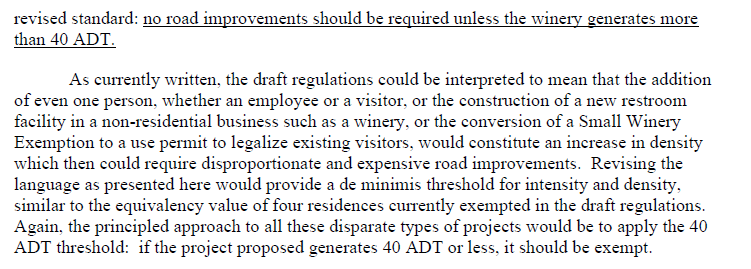 revised standard: no road improvements should be required unless the winery generates more
than 40 ADT.
As currently written, the draft regulations could be interpreted to mean that the addition
of even one person, whether an employee or a visitor, or the construction of a new restroom
facility in a non-residential business such as a winery, or the conversion of a Small Winery
Exemption to a use permit to legalize existing visitors, would constitute an increase in density
which then could require disproportionate and expensive road improvements.  Revising the
language as presented here would provide a de minimis threshold for intensity and density,
similar to the equivalency value of four residences currently exempted in the draft regulations.
Again, the principled approach to all these disparate types of projects would be to apply the 40
ADT threshold:  if the project proposed generates 40 ADT or less, it should be exempt.